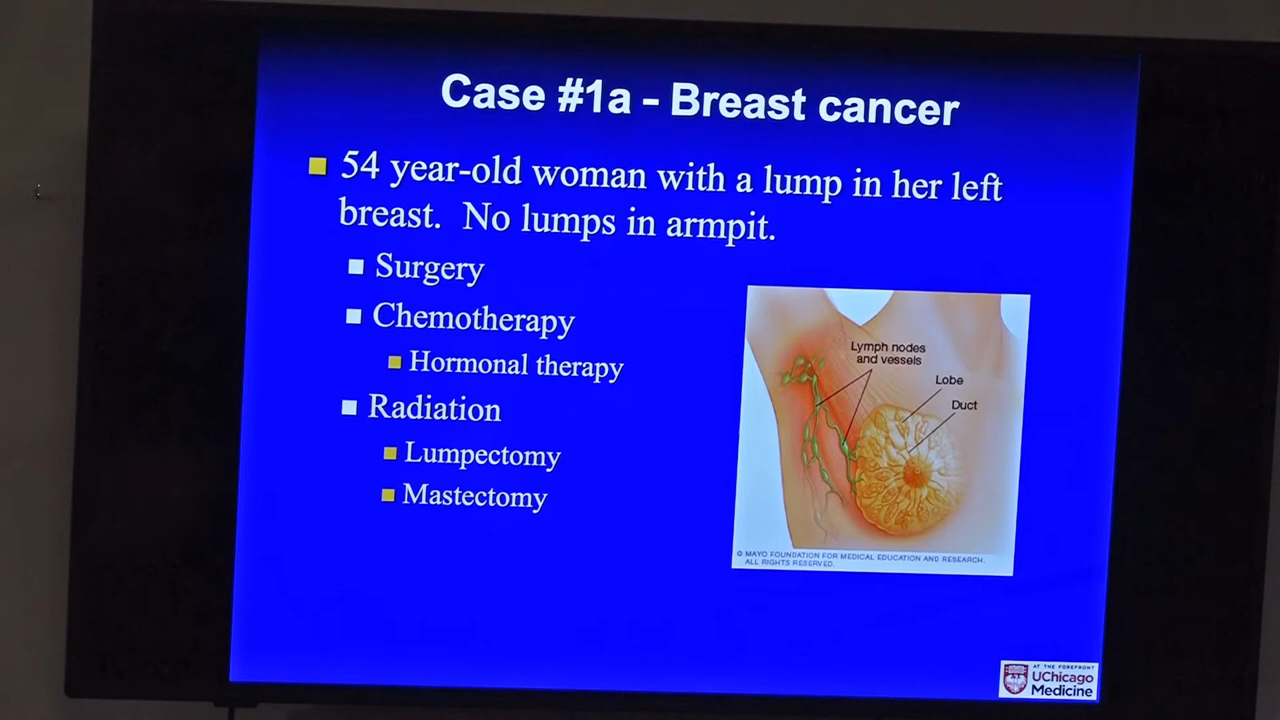 Case #1a - Breast cancer
54 year-old woman with a lump in her left
breast. No lumps in armpit.
Surgery
Chemotherapy
Hormonal therapy
Radiation
Lumpectomy
Mastectomy
Lymph nodes
and vessels
Lobe
Duct
© MAYO FOUNDATION FOR MEDICAL EDUCATION AND RESEARCH.
ALL RIGHTS RESERVED.
AT THE FOREFRONT
UChicago
Medicine